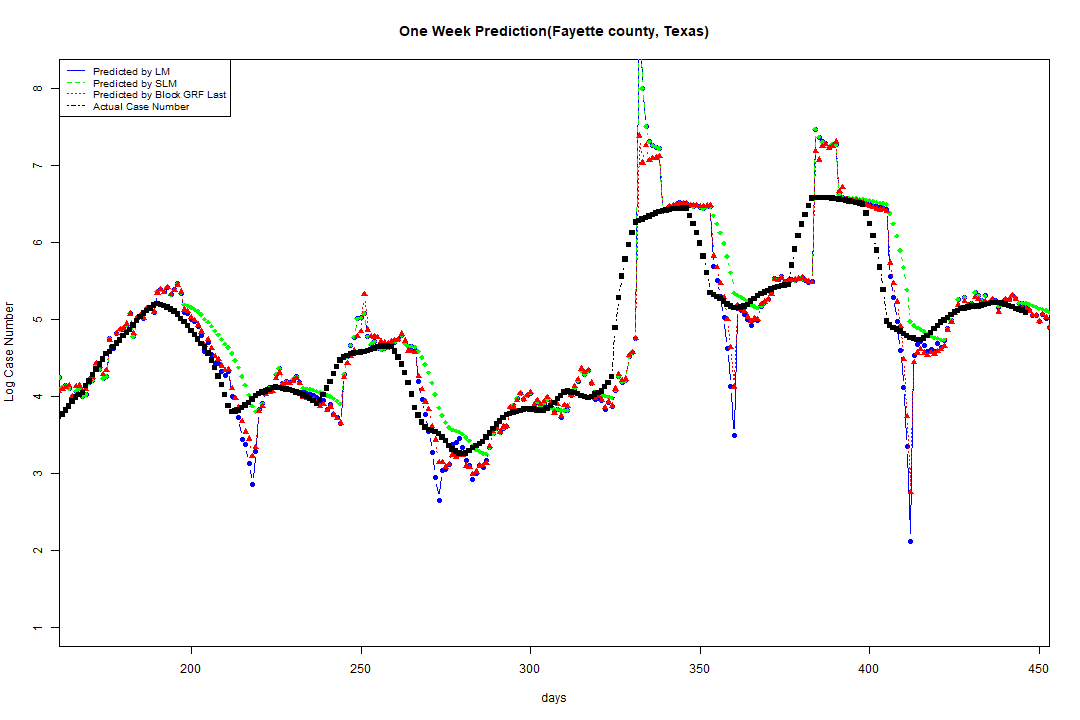 One Week Prediction(Fayette county, Texas)
Predicted by LM
Predicted by SLM
Predicted by Block GRF Last
Actual Case Number
Log Case Number
8
7
6
5
4
3
2
1
200 250 300 350 400 450
days